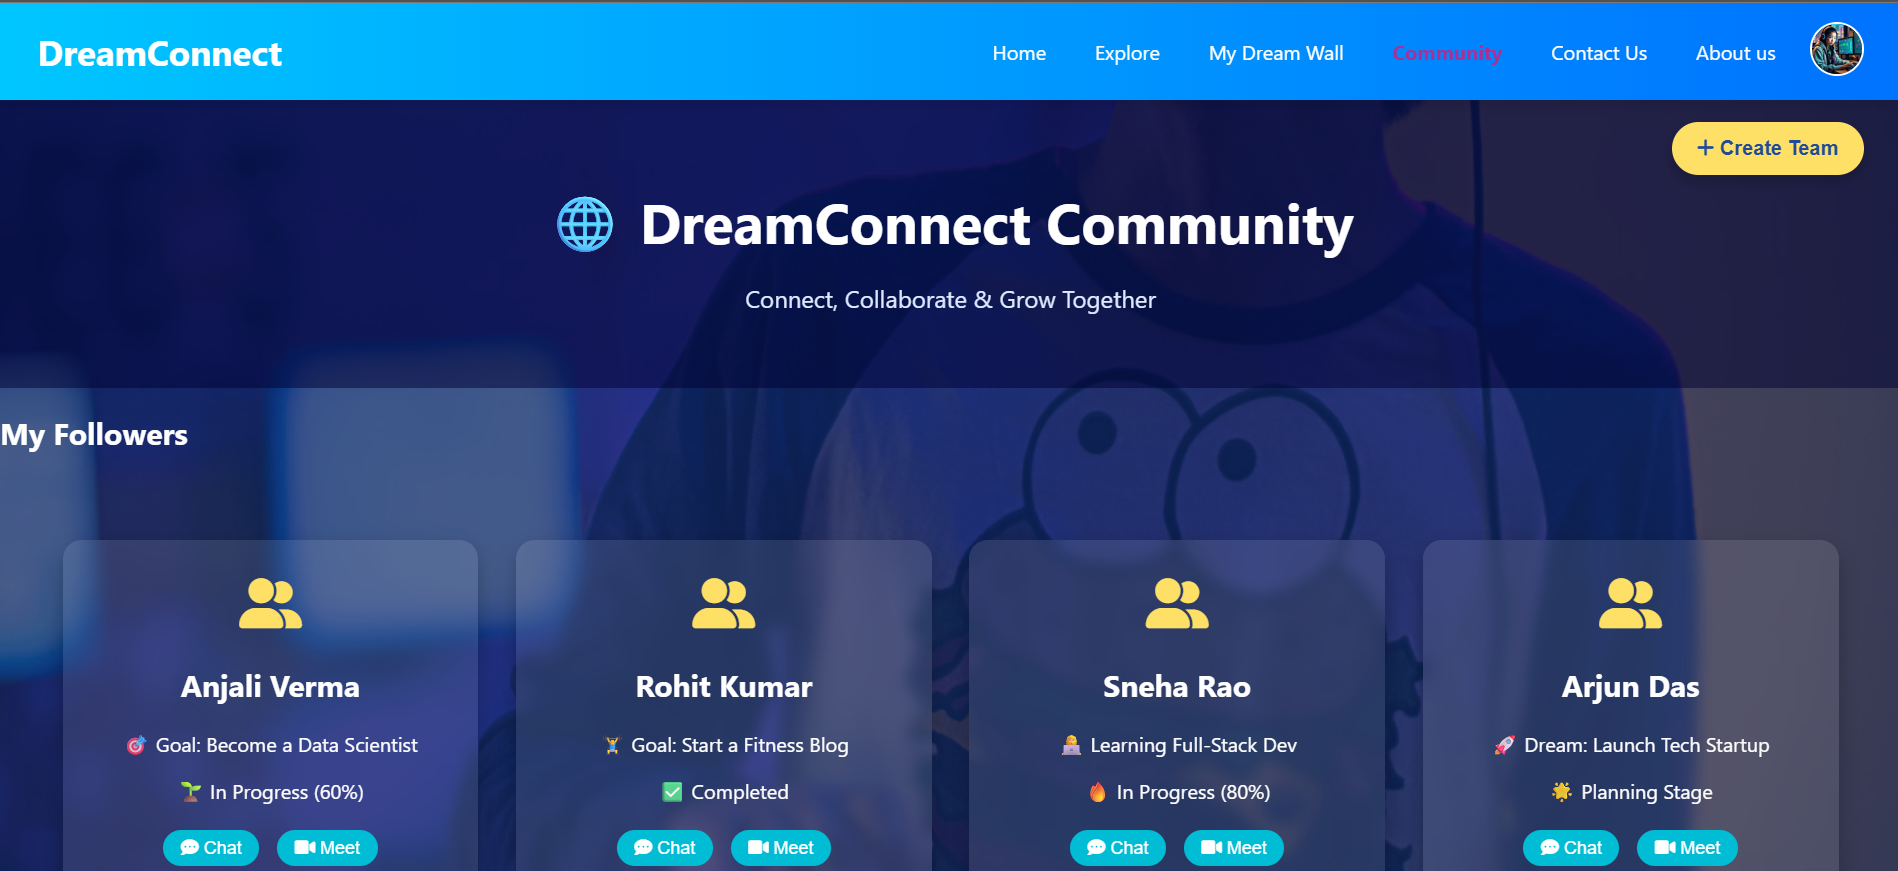 DreamConnect
Home Explore My Dream Wall Community Contact Us About us
+ Create Team
🌐 DreamConnect Community
Connect, Collaborate & Grow Together
My Followers
Anjali Verma
🎯 Goal: Become a Data Scientist
🌱 In Progress (60%)
Chat Meet
Rohit Kumar
🏋️ Goal: Start a Fitness Blog
✅ Completed
Chat Meet
Sneha Rao
👩‍💻 Learning Full-Stack Dev
🔥 In Progress (80%)
Chat Meet
Arjun Das
🚀 Dream: Launch Tech Startup
🌟 Planning Stage
Chat Meet